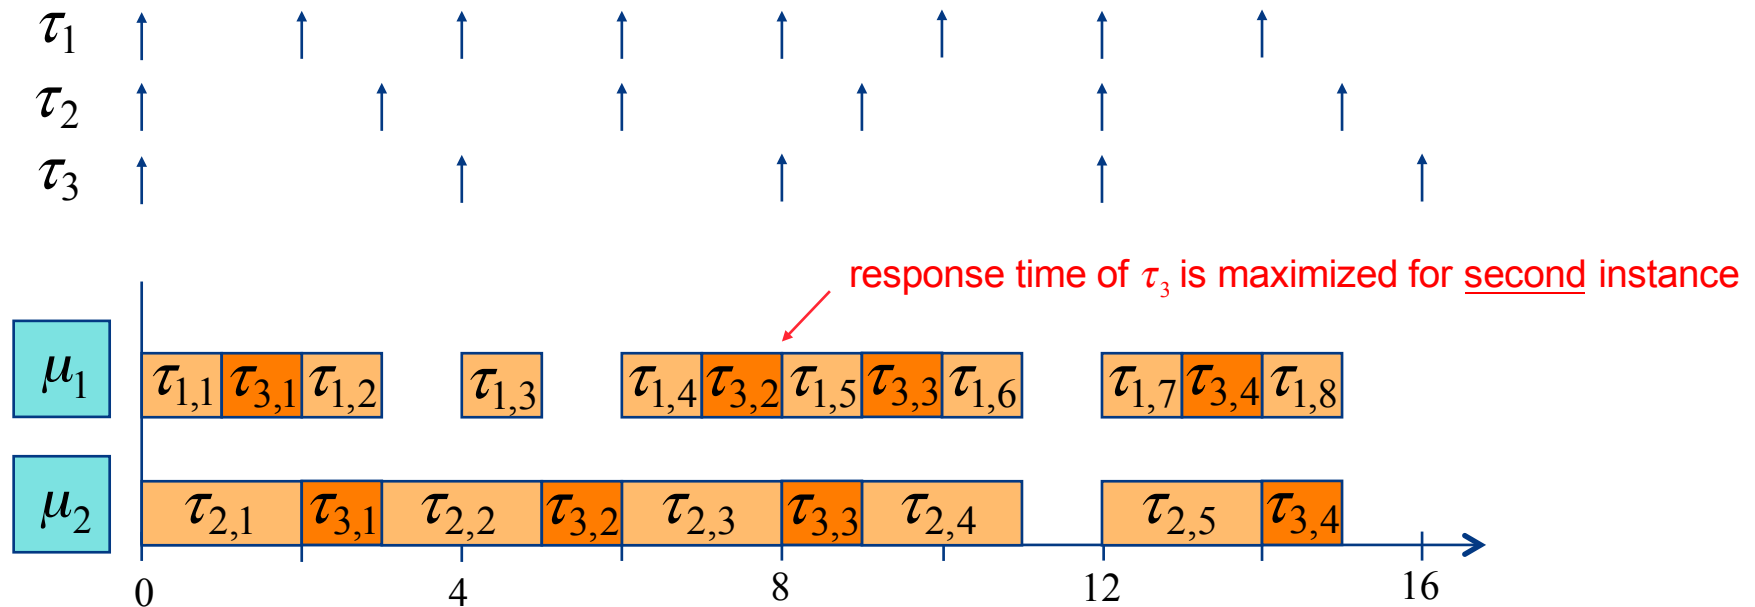 τ1
τ2
τ3
response time of τ3 is maximized for second instance
μ1 τ1,1 τ3,1 τ1,2 τ1,3 τ1,4 τ3,2 τ1,5 τ3,3 τ1,6 τ1,7 τ3,4 τ1,8
μ2 τ2,1 τ3,1 τ2,2 τ3,2 τ2,3 τ3,3 τ2,4 τ2,5 τ3,4
0 4 8 12 16